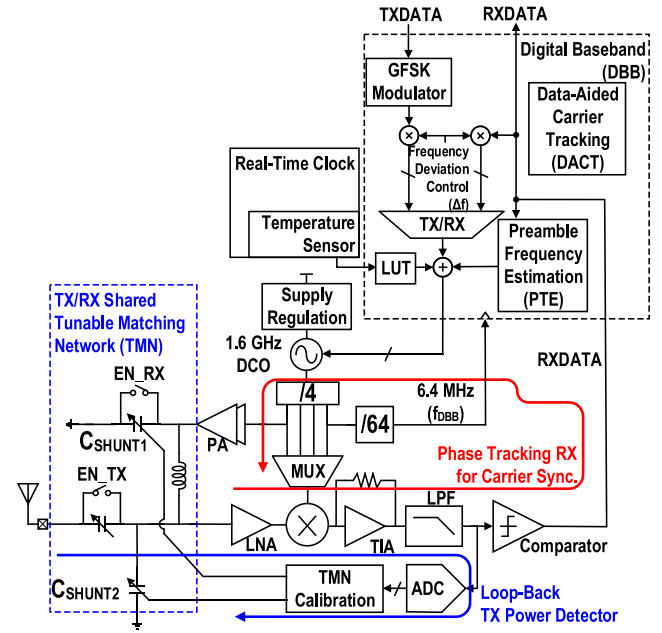 TXDATA
RXDATA
Digital Baseband
(DBB)
GFSK
Modulator
Data-Aided
Carrier
Tracking
(DACT)
Frequency
Deviation
Control
(Δf)
Real-Time Clock
Temperature
Sensor
TX/RX
LUT
Preamble
Frequency
Estimation
(PTE)
TX/RX Shared
Tunable Matching
Network (TMN)
Supply
Regulation
1.6 GHz
DCO
RXDATA
EN_RX
/4
6.4 MHz
(fDBB)
/64
CSHUNT1
PA
MUX
Phase Tracking RX
for Carrier Sync.
EN_TX
LNA
TIA
LPF
Comparator
CSHUNT2
TMN
Calibration
ADC
Loop-Back
TX Power Detector